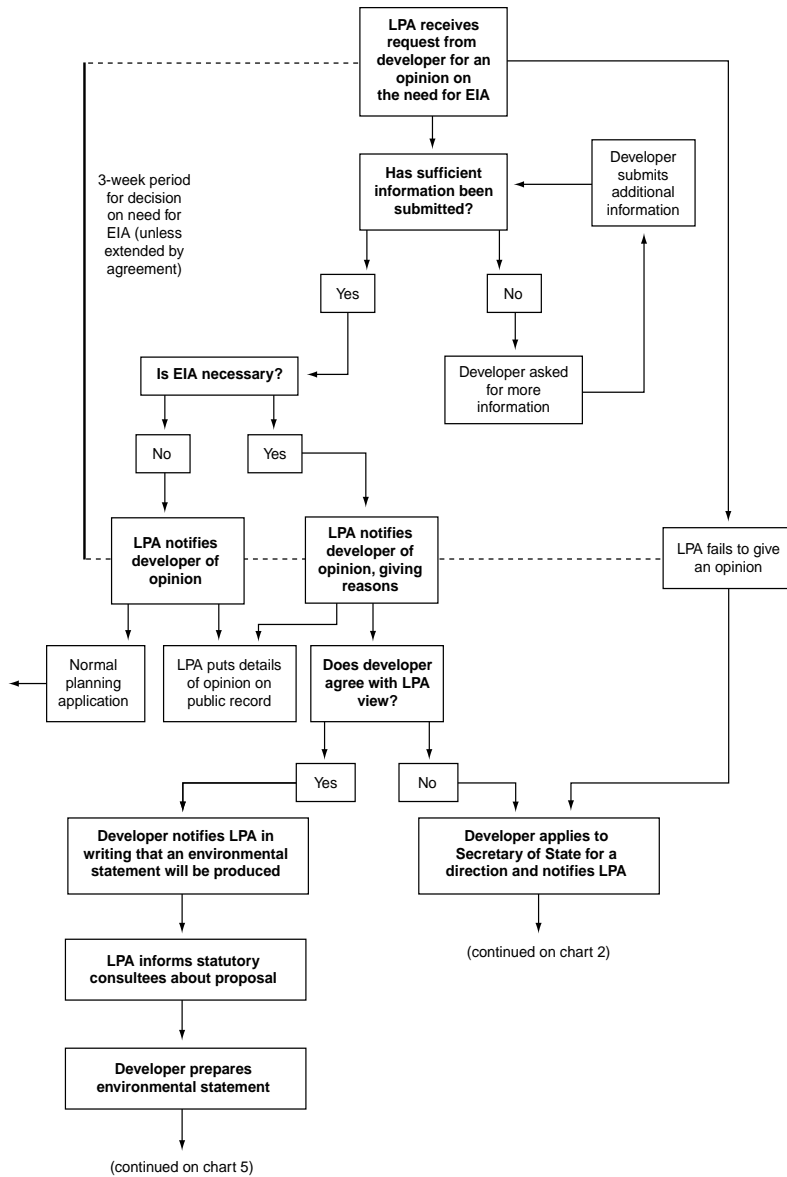 LPA receives
request from
developer for an
opinion on
the need for EIA
3-week period
for decision
on need for
EIA (unless
extended by
agreement)
Has sufficient
information been
submitted?
Developer
submits
additional
information
Yes
No
Is EIA necessary?
Developer asked
for more
information
No
Yes
LPA notifies
developer of
opinion
LPA notifies
developer of
opinion, giving
reasons
LPA fails to give
an opinion
Normal
planning
application
LPA puts details
of opinion on
public record
Does developer
agree with LPA
view?
Yes
No
Developer notifies LPA in
writing that an environmental
statement will be produced
Developer applies to
Secretary of State for a
direction and notifies LPA
LPA informs statutory
consultees about proposal
(continued on chart 2)
Developer prepares
environmental statement
(continued on chart 5)